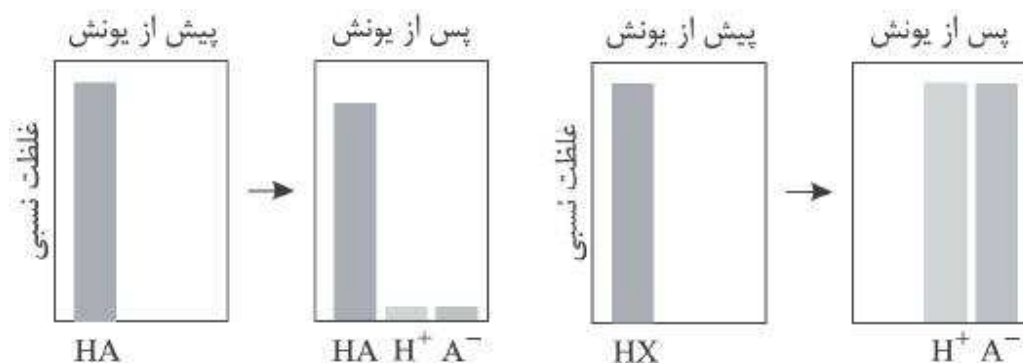 پیش از یونش
پس از یونش
پیش از یونش
پس از یونش
غلظت نسبی
غلظت نسبی
HA
HA H⁺ A⁻
HX
H⁺ A⁻